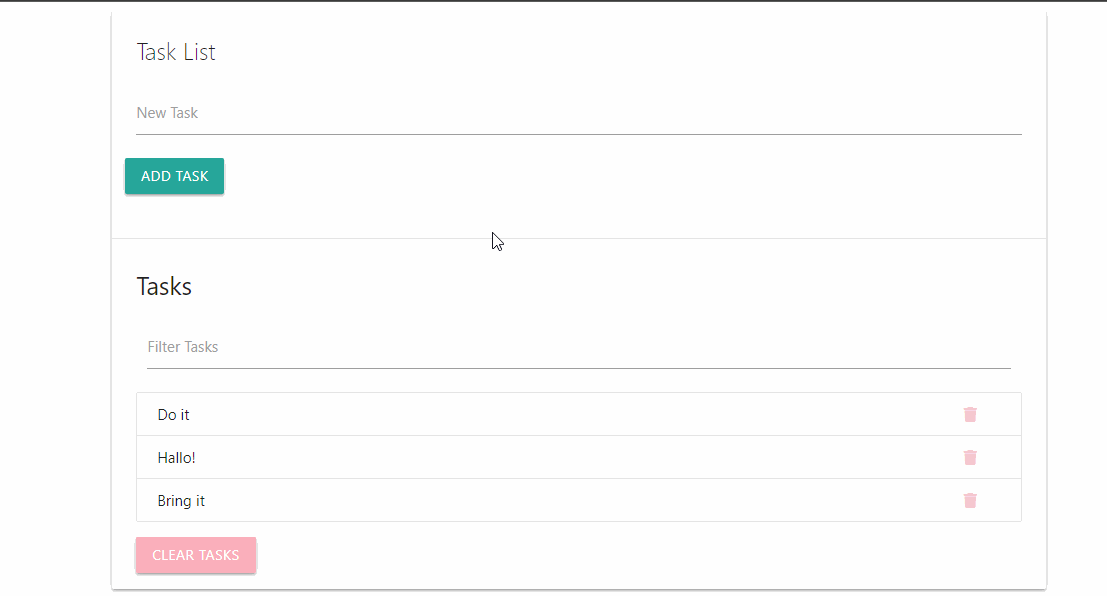 Task List
New Task
ADD TASK
Tasks
Filter Tasks
Do it
Hallo!
Bring it
CLEAR TASKS